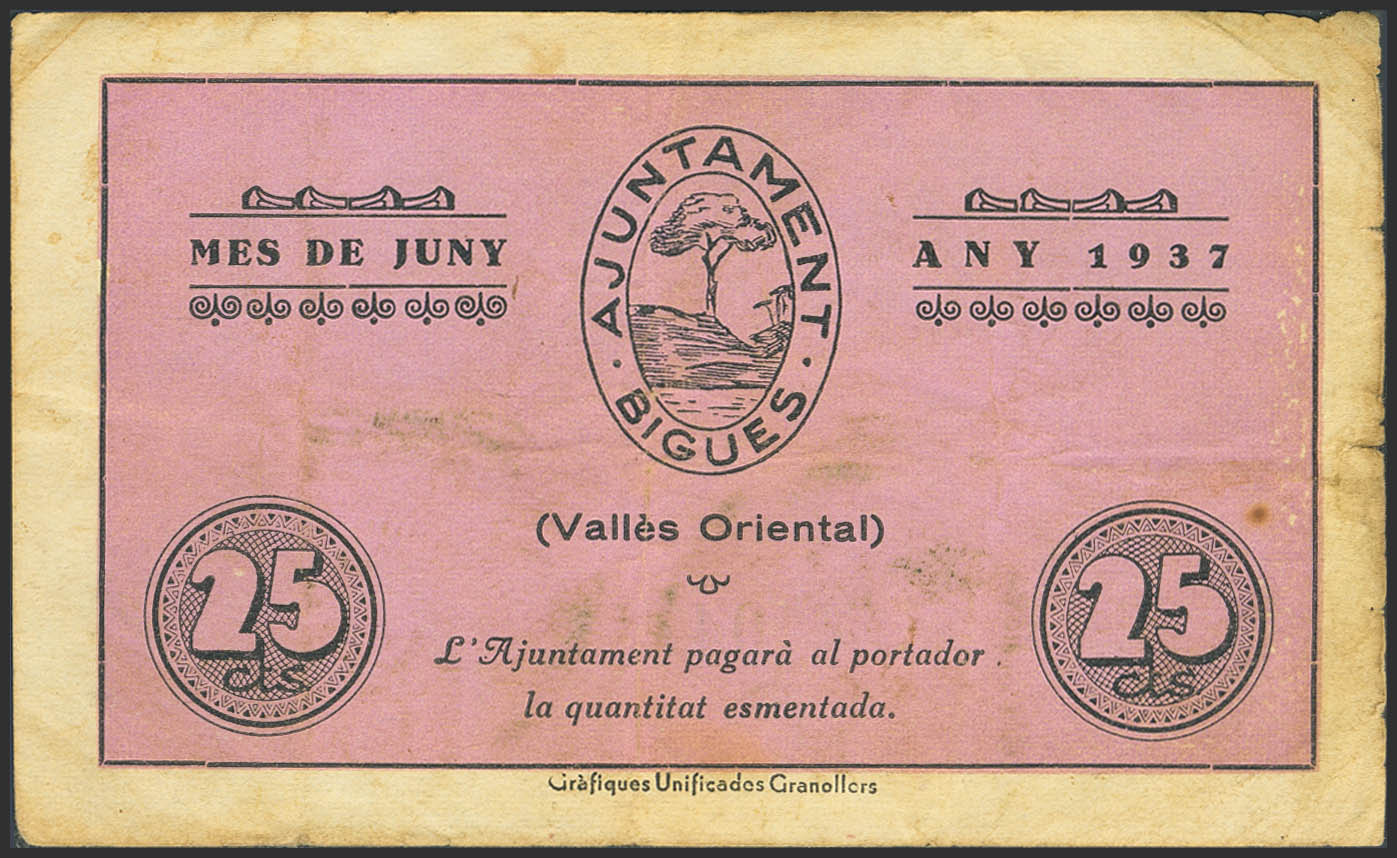 MES DE JUNY
AJUNTAMENT · BIGUES ·
ANY 1937
(Vallès Oriental)
25 cts
25 cts
L'Ajuntament pagarà al portador
la quantitat esmentada.
Gràfiques Unificades Granollers